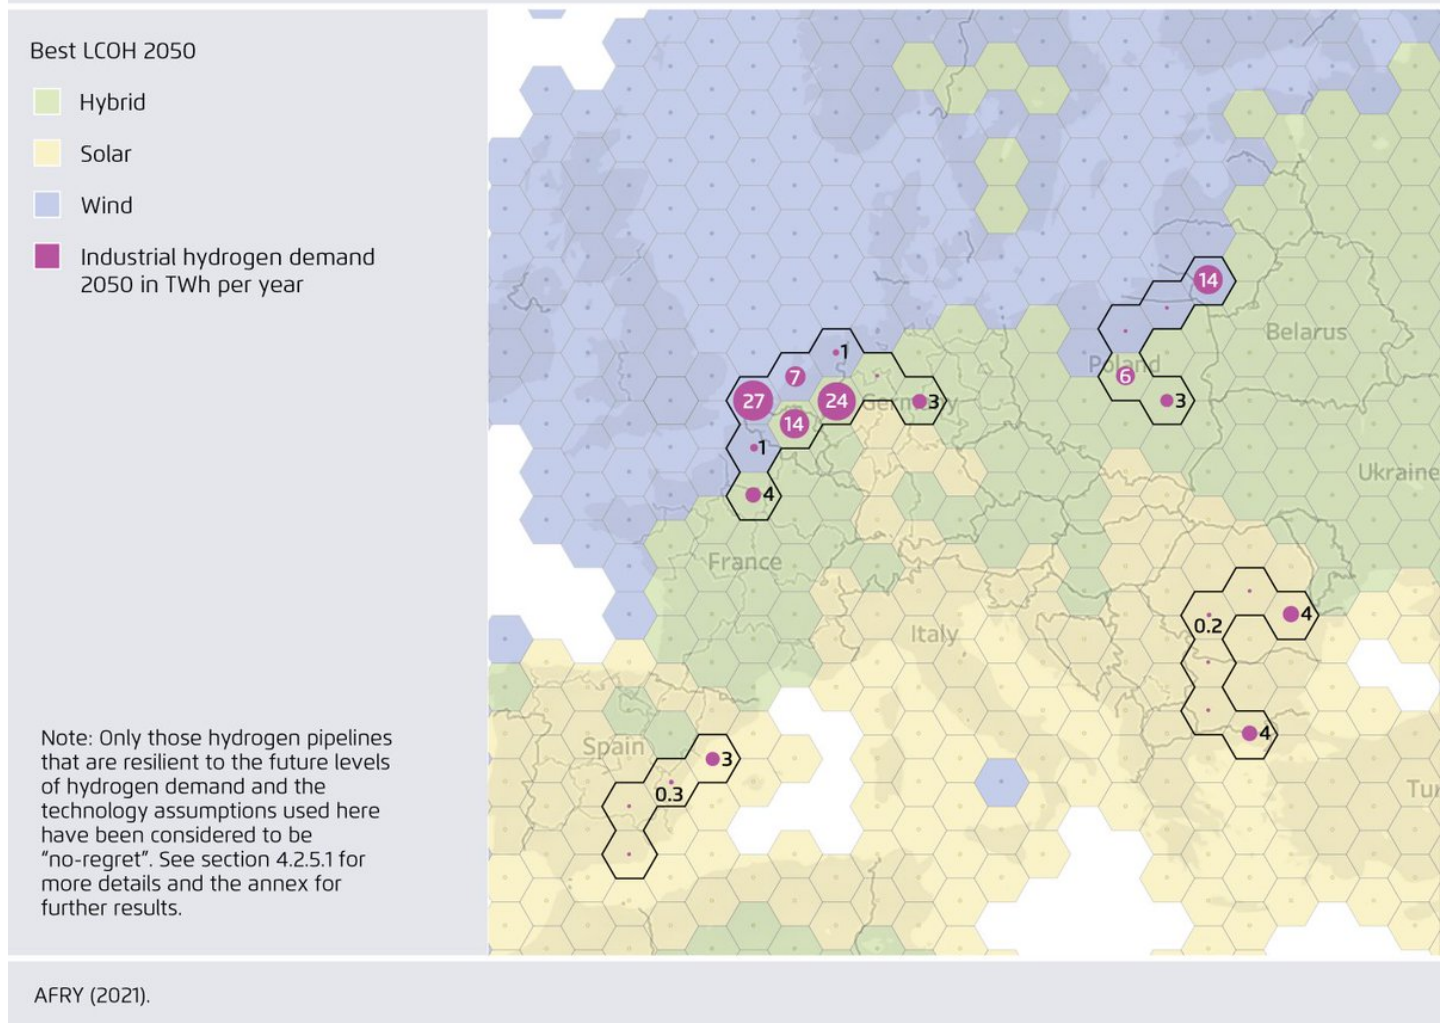 Best LCOH 2050
Hybrid
Solar
Wind
Industrial hydrogen demand
2050 in TWh per year
Note: Only those hydrogen pipelines
that are resilient to the future levels
of hydrogen demand and the
technology assumptions used here
have been considered to be
“no-regret”. See section 4.2.5.1 for
more details and the annex for
further results.
14
Belarus
1
Poland
7
6
27
24
Germany
3
3
14
1
Ukraine
4
France
4
0.2
Italy
4
Spain
3
0.3
Tur
AFRY (2021).